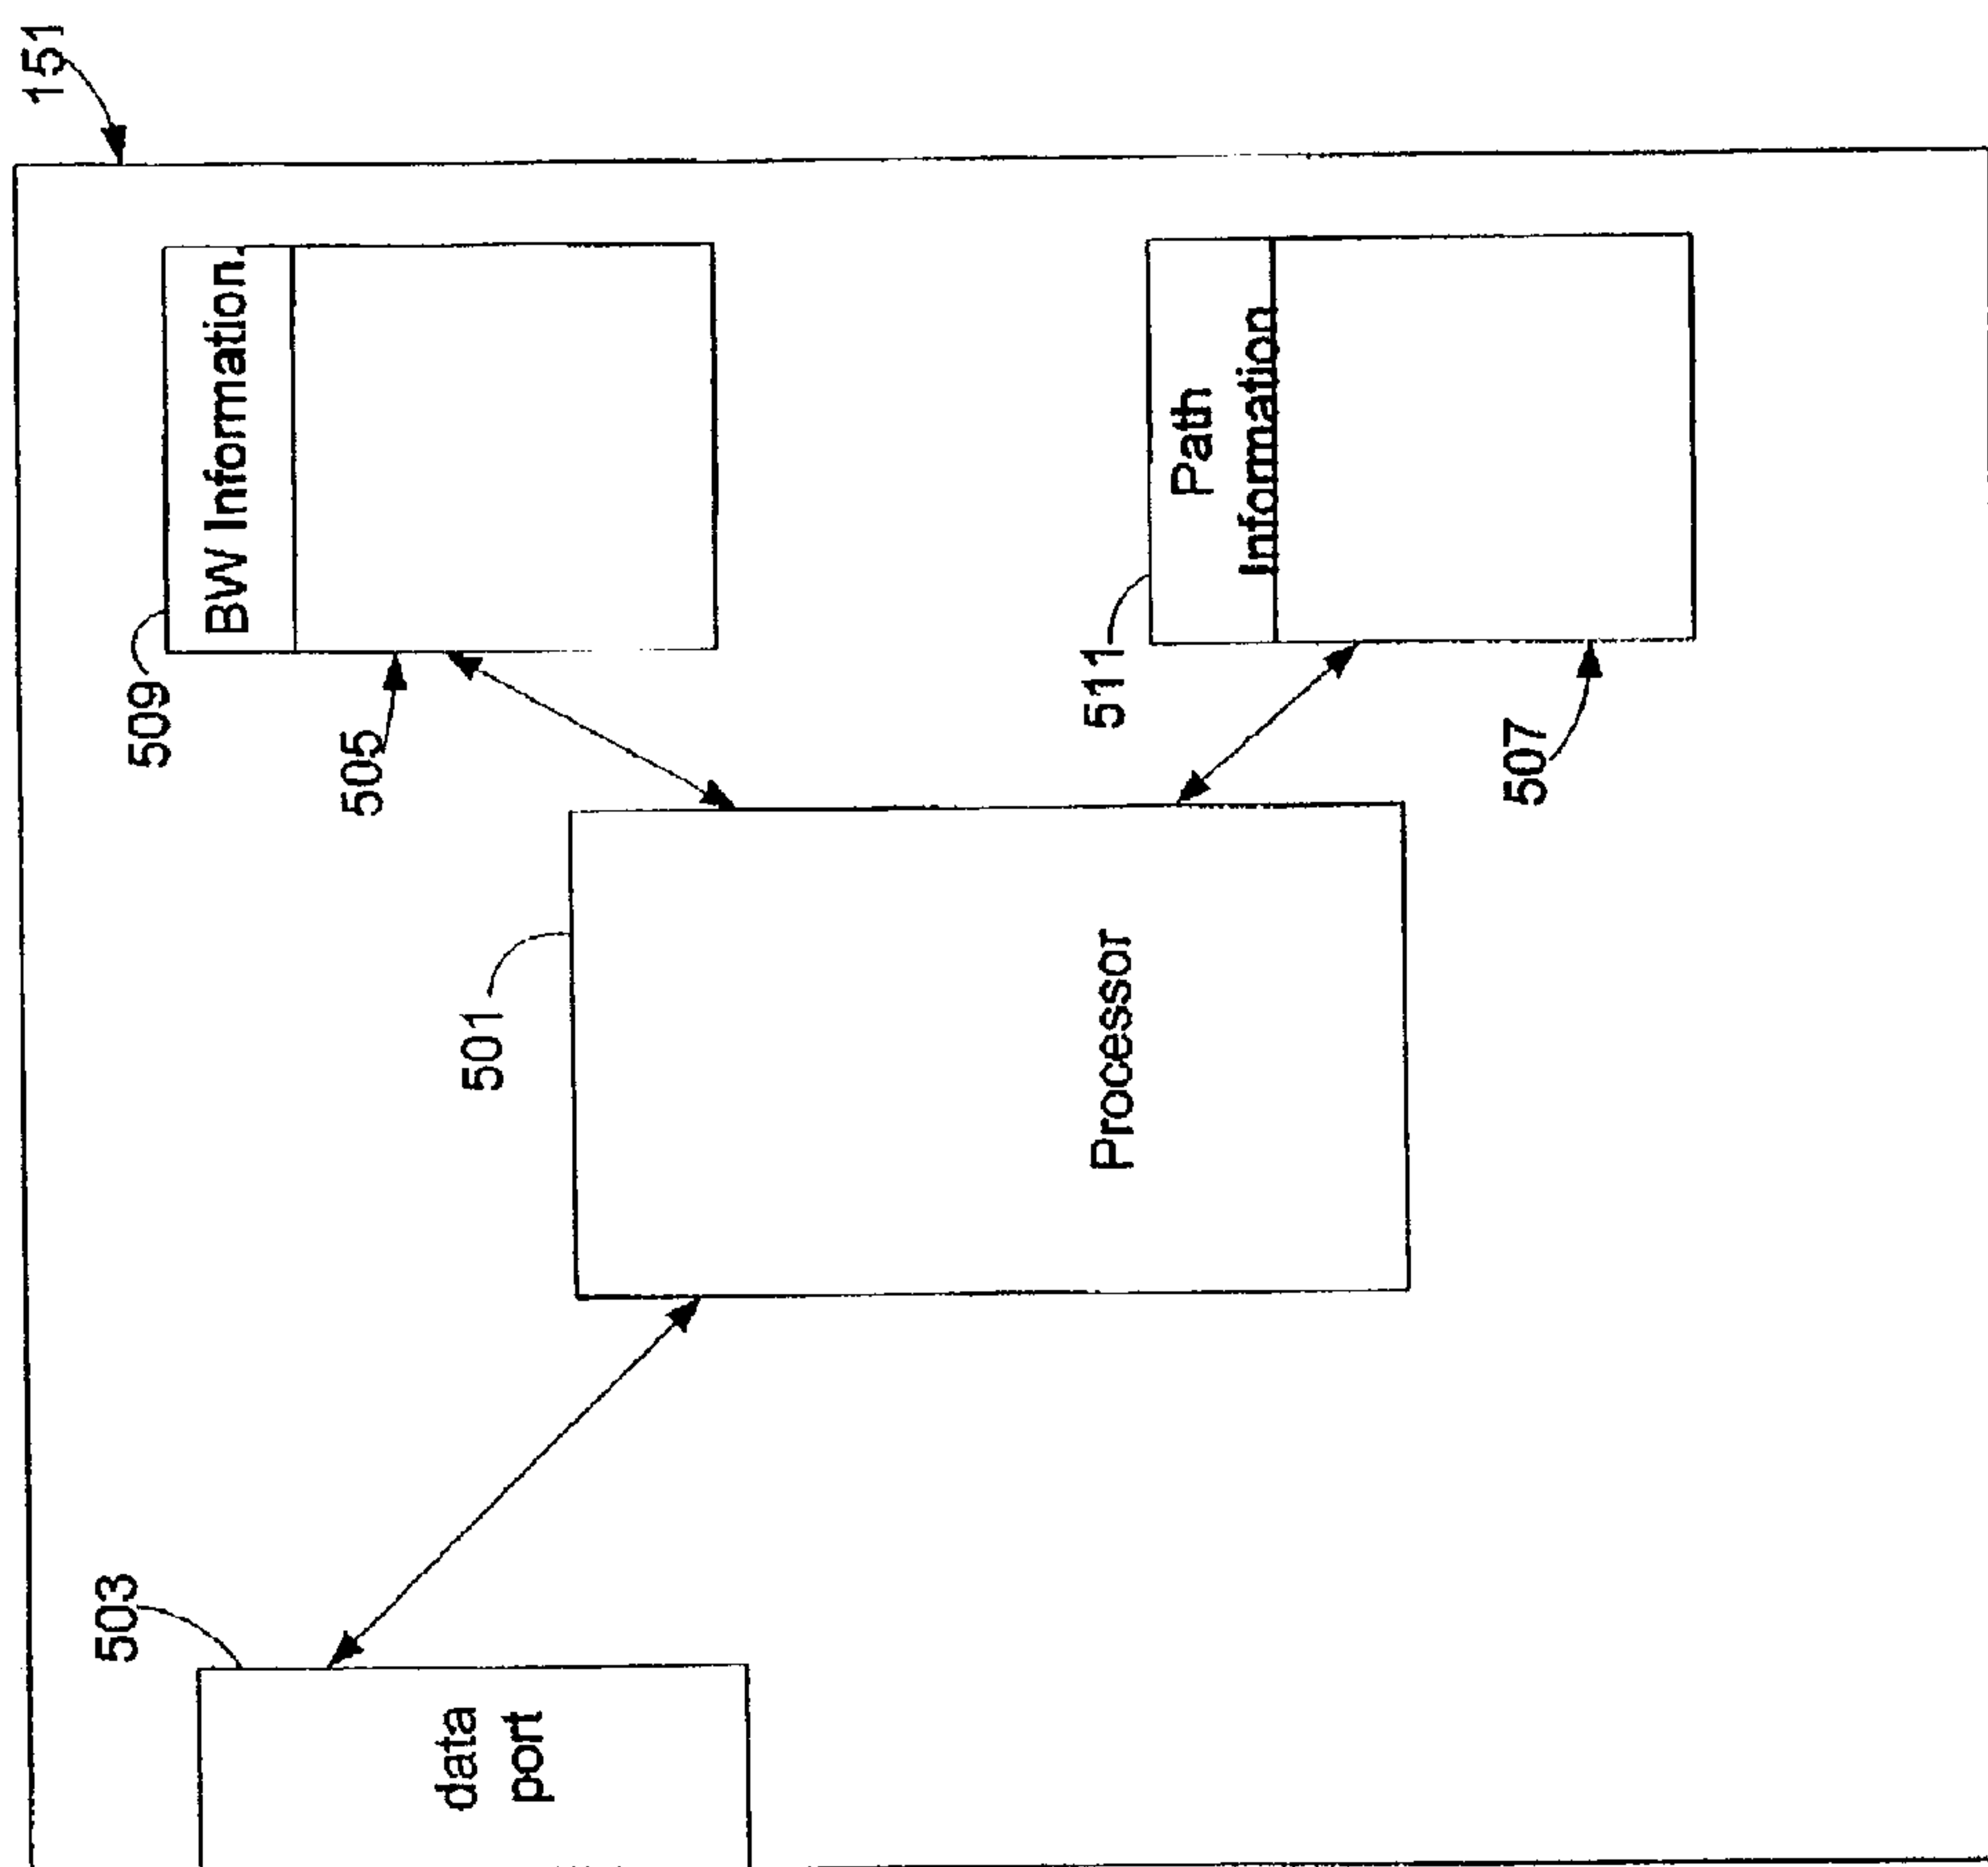 151
503
509
BW Information
505
data
port
501
Processor
511
Path
Information
507